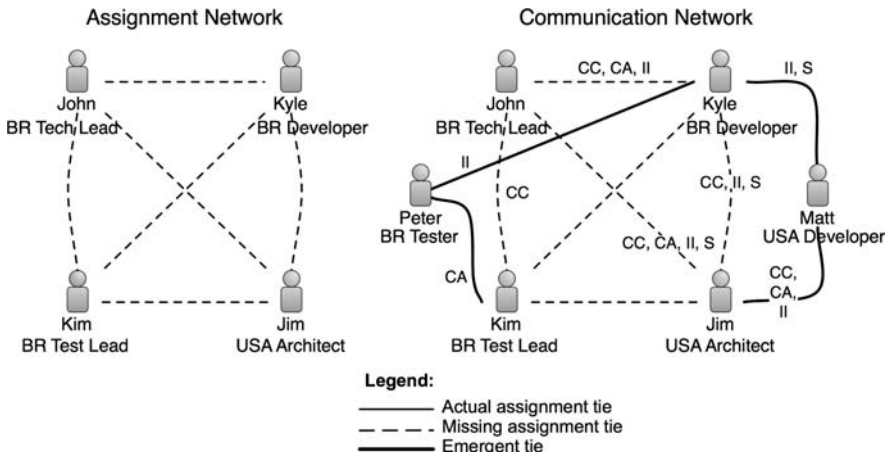 Assignment Network
John
BR Tech Lead
Kyle
BR Developer
Kim
BR Test Lead
Jim
USA Architect
Communication Network
CC, CA, II
II, S
John
BR Tech Lead
Kyle
BR Developer
II
CC
CC, II, S
Peter
BR Tester
Matt
USA Developer
CC, CA, II, S
CA
CC,
CA,
II
Kim
BR Test Lead
Jim
USA Architect
Legend:
Actual assignment tie
Missing assignment tie
Emergent tie